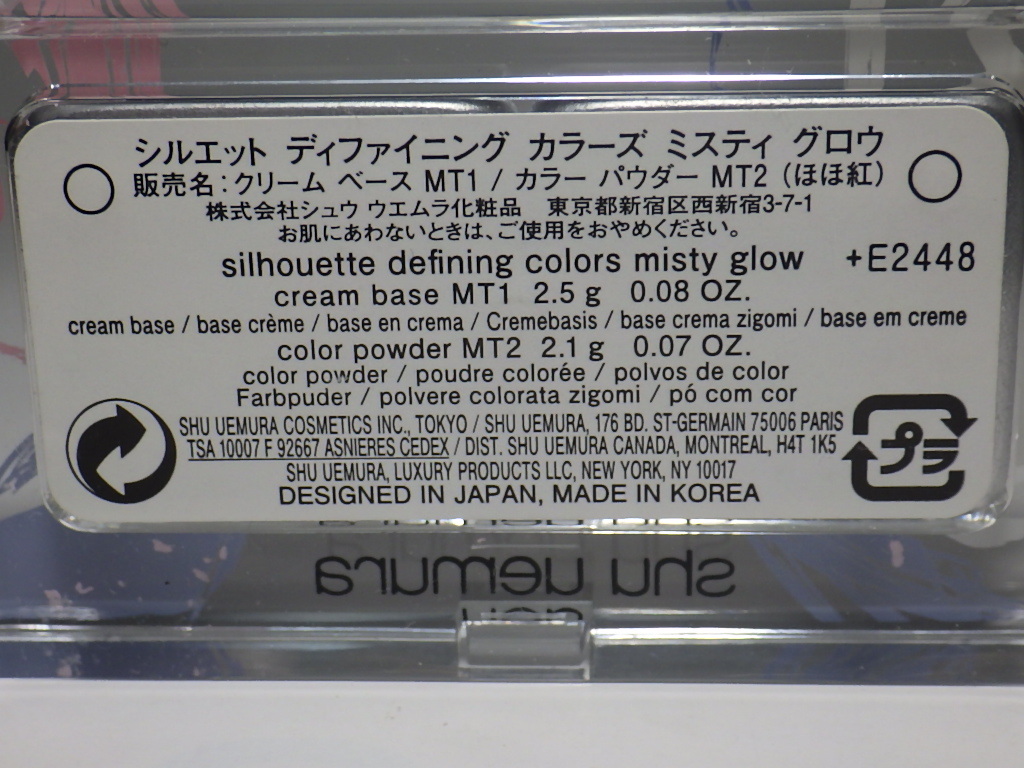 シルエット ディファイニング カラーズ ミスティ グロウ
販売名:クリーム ベース MT1 / カラー パウダー MT2 (ほほ紅)
株式会社シュウ ウエムラ化粧品 東京都新宿区西新宿3-7-1
お肌にあわないときは、ご使用をおやめください。
silhouette defining colors misty glow +E2448
cream base MT1 2.5 g 0.08 OZ.
cream base / base crème / base en crema / Cremebasis / base crema zigomi / base em creme
color powder MT2 2.1 g 0.07 OZ.
color powder / poudre colorée / polvos de color
Farbpuder / polvere colorata zigomi / pó com cor
SHU UEMURA COSMETICS INC., TOKYO / SHU UEMURA, 176 BD. ST-GERMAIN 75006 PARIS
TSA 10007 F 92667 ASNIERES CEDEX / DIST. SHU UEMURA CANADA, MONTREAL, H4T 1K5
SHU UEMURA, LUXURY PRODUCTS LLC, NEW YORK, NY 10017
DESIGNED IN JAPAN, MADE IN KOREA
プラ
shu uemura